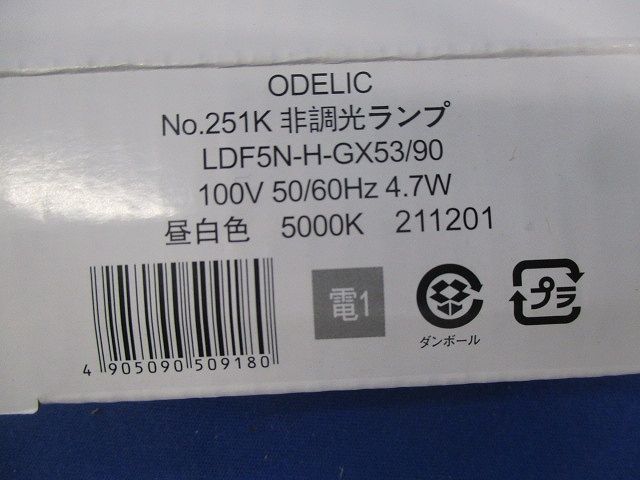 ODELIC
No.251K 非調光ランプ
LDF5N-H-GX53/90
100V 50/60Hz 4.7W
昼白色 5000K 211201
4 905090 509180
電1
ダンボール
プラ